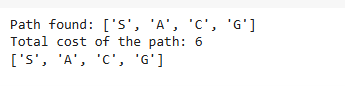 Path found: ['S', 'A', 'C', 'G']
Total cost of the path: 6
['S', 'A', 'C', 'G']